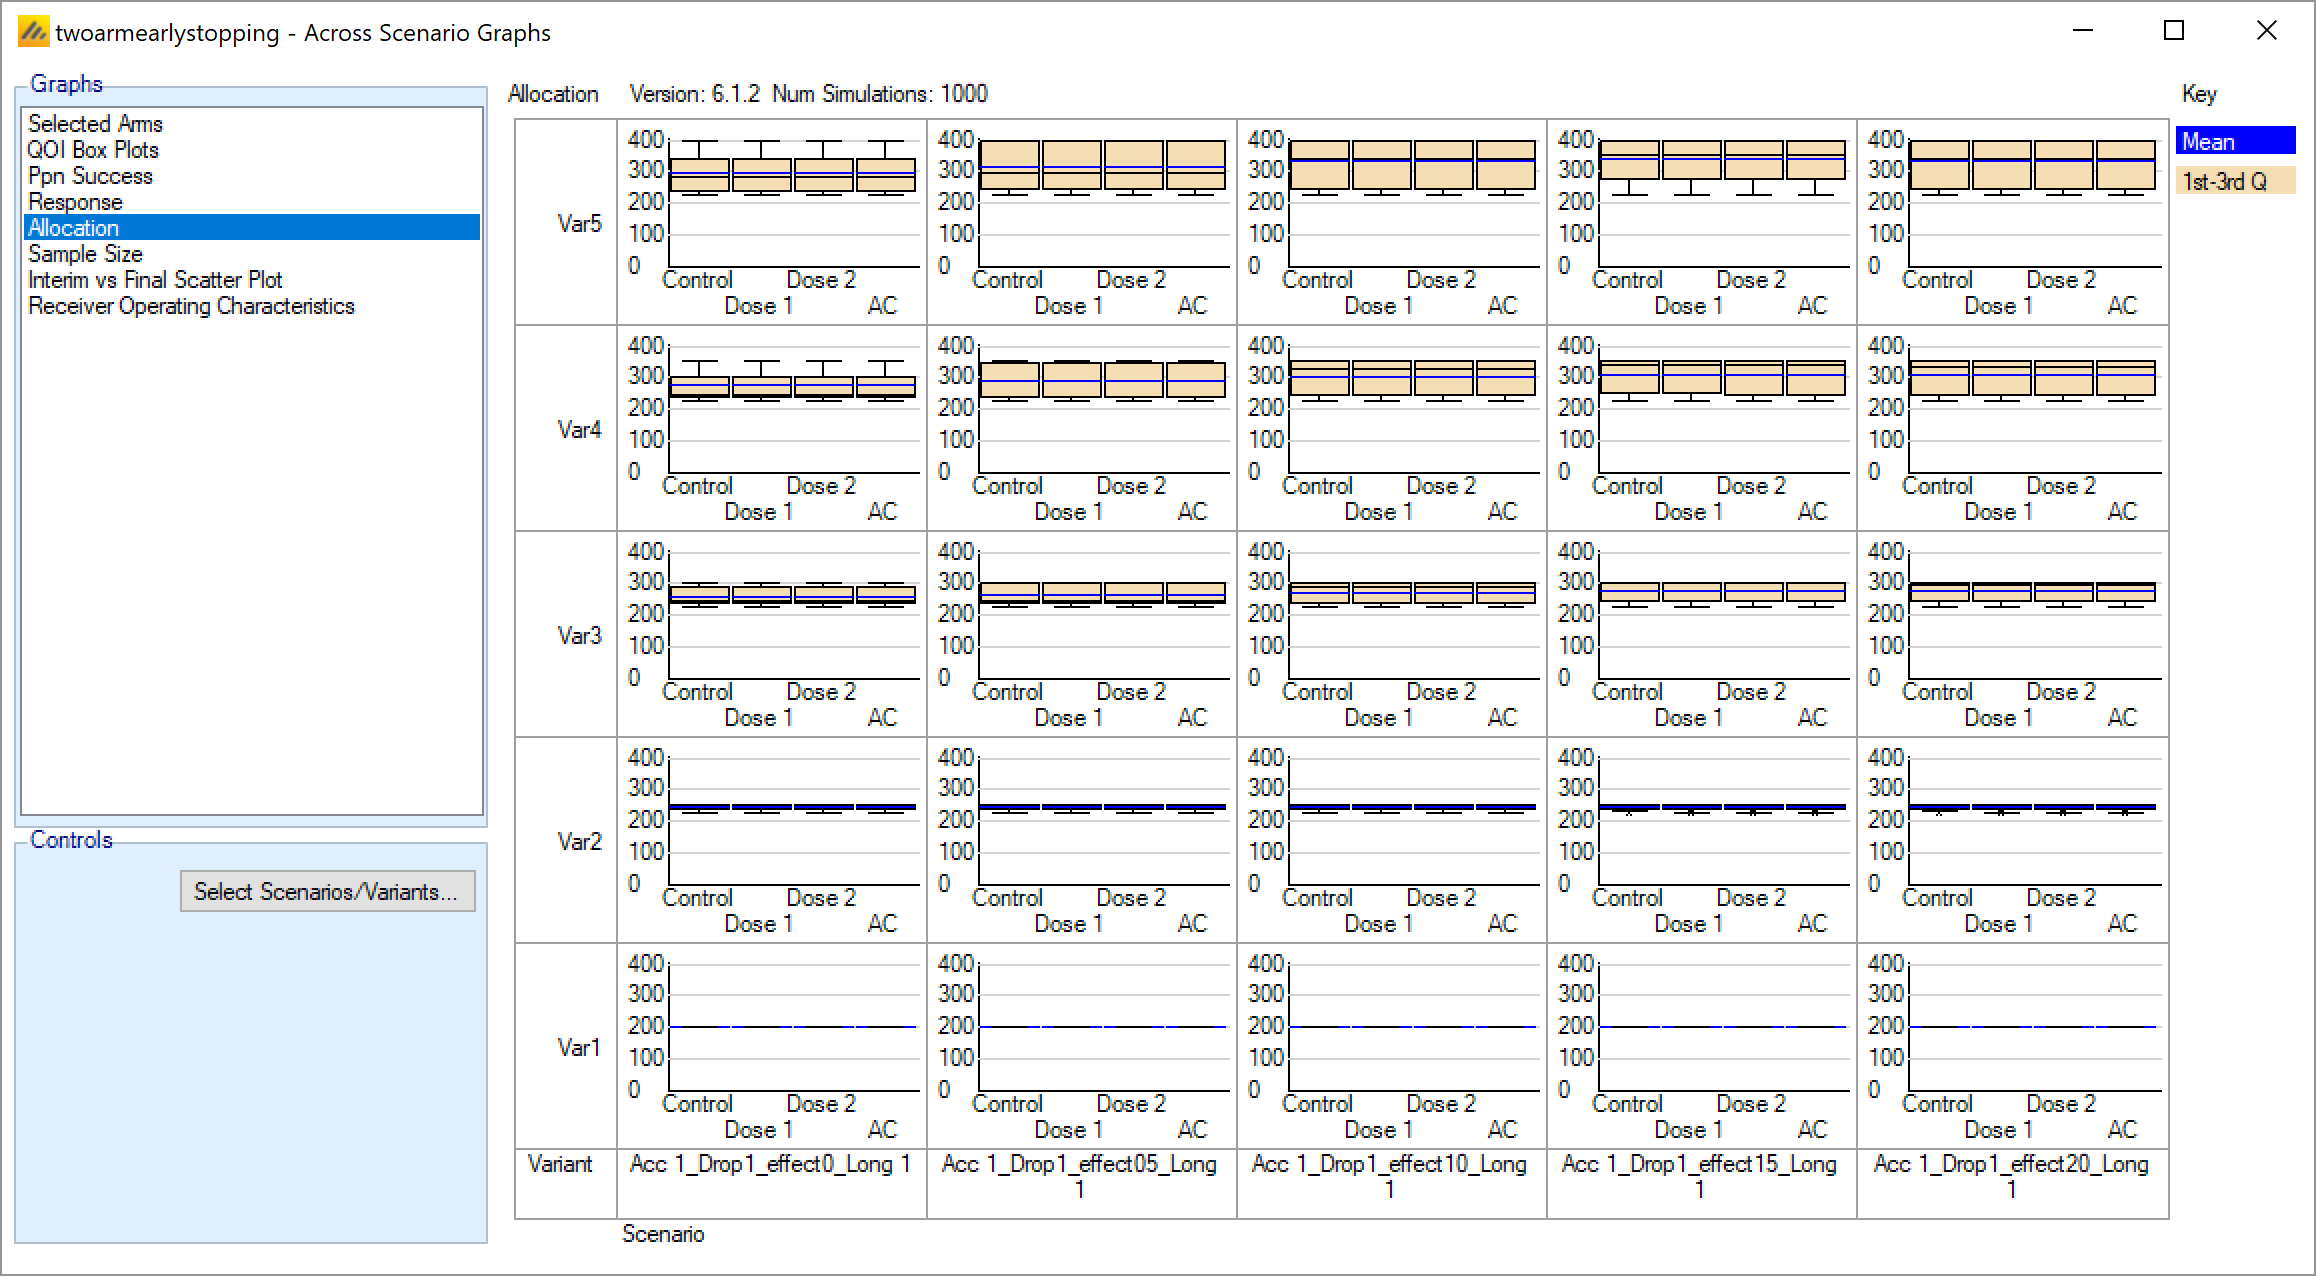 twoarmearlystopping - Across Scenario Graphs
Graphs
Selected Arms
QOI Box Plots
Ppn Success
Response
Allocation
Sample Size
Interim vs Final Scatter Plot
Receiver Operating Characteristics
Controls
Select Scenarios/Variants...
Allocation Version: 6.1.2 Num Simulations: 1000
Key
Mean
1st-3rd Q
Var5
400 400 400 400 400
300 300 300 300 300
200 200 200 200 200
100 100 100 100 100
0 0 0 0 0
Control Dose 2 Control Dose 2 Control Dose 2 Control Dose 2 Control Dose 2
Dose 1 AC Dose 1 AC Dose 1 AC Dose 1 AC Dose 1 AC
Var4
400 400 400 400 400
300 300 300 300 300
200 200 200 200 200
100 100 100 100 100
0 0 0 0 0
Control Dose 2 Control Dose 2 Control Dose 2 Control Dose 2 Control Dose 2
Dose 1 AC Dose 1 AC Dose 1 AC Dose 1 AC Dose 1 AC
Var3
400 400 400 400 400
300 300 300 300 300
200 200 200 200 200
100 100 100 100 100
0 0 0 0 0
Control Dose 2 Control Dose 2 Control Dose 2 Control Dose 2 Control Dose 2
Dose 1 AC Dose 1 AC Dose 1 AC Dose 1 AC Dose 1 AC
Var2
400 400 400 400 400
300 300 300 300 300
200 200 200 200 200
100 100 100 100 100
0 0 0 0 0
Control Dose 2 Control Dose 2 Control Dose 2 Control Dose 2 Control Dose 2
Dose 1 AC Dose 1 AC Dose 1 AC Dose 1 AC Dose 1 AC
Var1
400 400 400 400 400
300 300 300 300 300
200 200 200 200 200
100 100 100 100 100
0 0 0 0 0
Control Dose 2 Control Dose 2 Control Dose 2 Control Dose 2 Control Dose 2
Dose 1 AC Dose 1 AC Dose 1 AC Dose 1 AC Dose 1 AC
Variant Acc 1_Drop1_effect0_Long 1 Acc 1_Drop1_effect05_Long Acc 1_Drop1_effect10_Long Acc 1_Drop1_effect15_Long Acc 1_Drop1_effect20_Long
1 1 1 1
Scenario